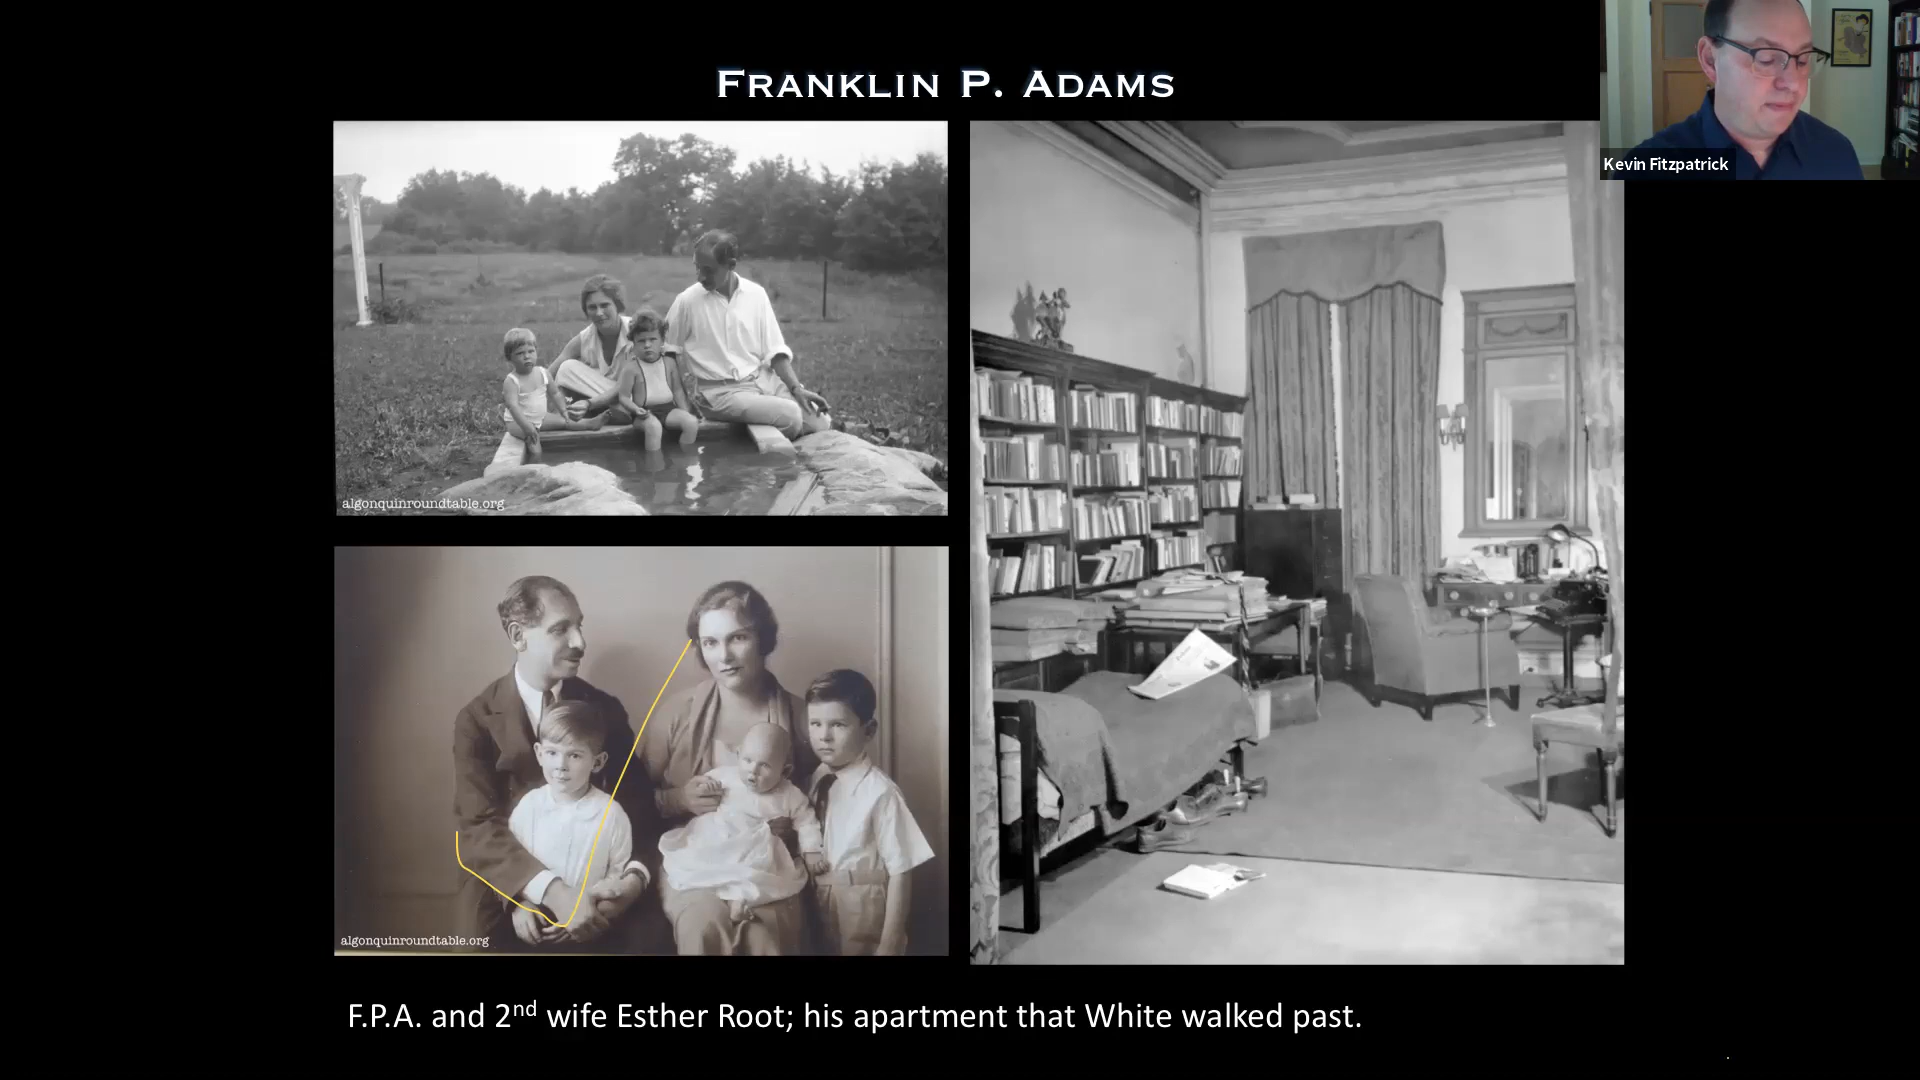 FRANKLIN P. ADAMS
Kevin Fitzpatrick
algonquinroundtable.org
algonquinroundtable.org
F.P.A. and 2nd wife Esther Root; his apartment that White walked past.